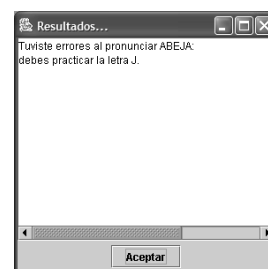 Resultados...
Tuviste errores al pronunciar ABEJA:
debes practicar la letra J.
Aceptar